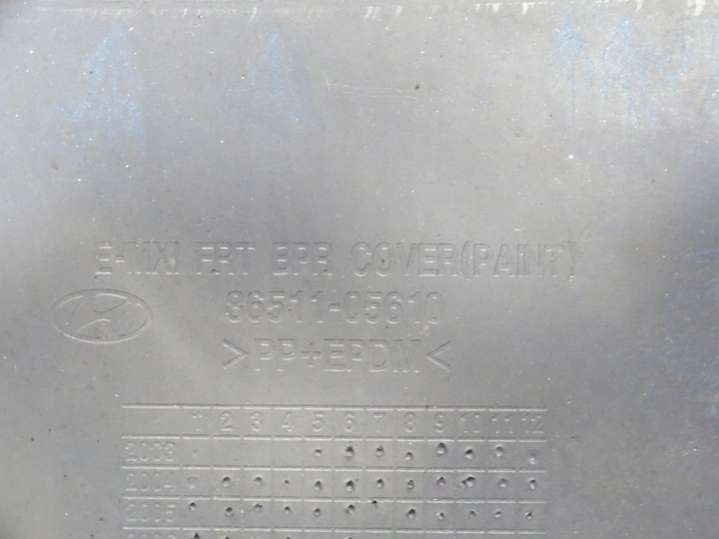 E-MXI FRT BPR COVER(PAINT)
86511-05610
>PP+EPDM<
1 2 3 4 5 6 7 8 9 10 11 12
2003
2004
2005